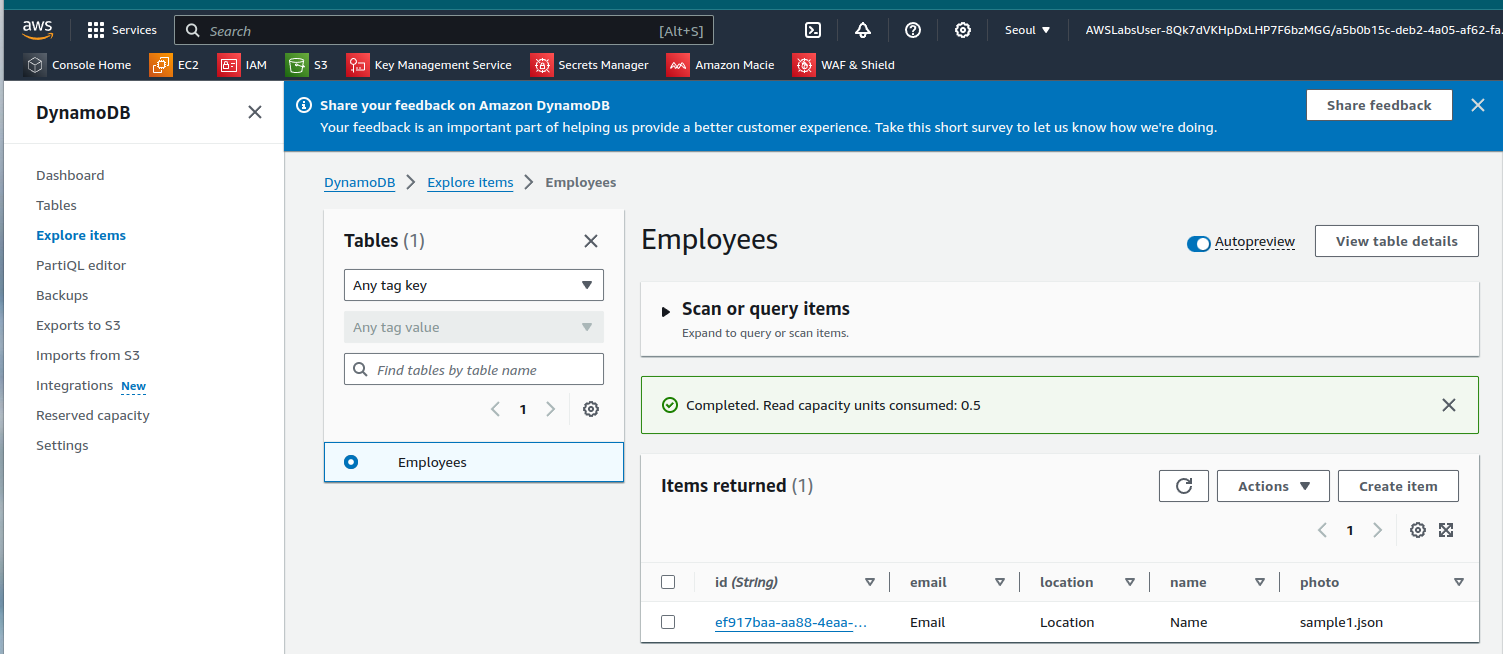 aws
Services
Search
[Alt+S]
Seoul
AWSLabsUser-8Qk7dVKHpDxLHP7F6bzMGG/a5b0b15c-deb2-4a05-af62-fa
Console Home
EC2
IAM
S3
Key Management Service
Secrets Manager
Amazon Macie
WAF & Shield
DynamoDB
Dashboard
Tables
Explore items
PartiQL editor
Backups
Exports to S3
Imports from S3
Integrations New
Reserved capacity
Settings
Share your feedback on Amazon DynamoDB
Your feedback is an important part of helping us provide a better customer experience. Take this short survey to let us know how we're doing.
Share feedback
DynamoDB
Explore items
Employees
Tables (1)
Any tag key
Any tag value
Find tables by table name
1
Employees
Employees
Autopreview
View table details
Scan or query items
Expand to query or scan items.
Completed. Read capacity units consumed: 0.5
Items returned (1)
Actions
Create item
1
id (String)
email
location
name
photo
ef917baa-aa88-4eaa-...
Email
Location
Name
sample1.json